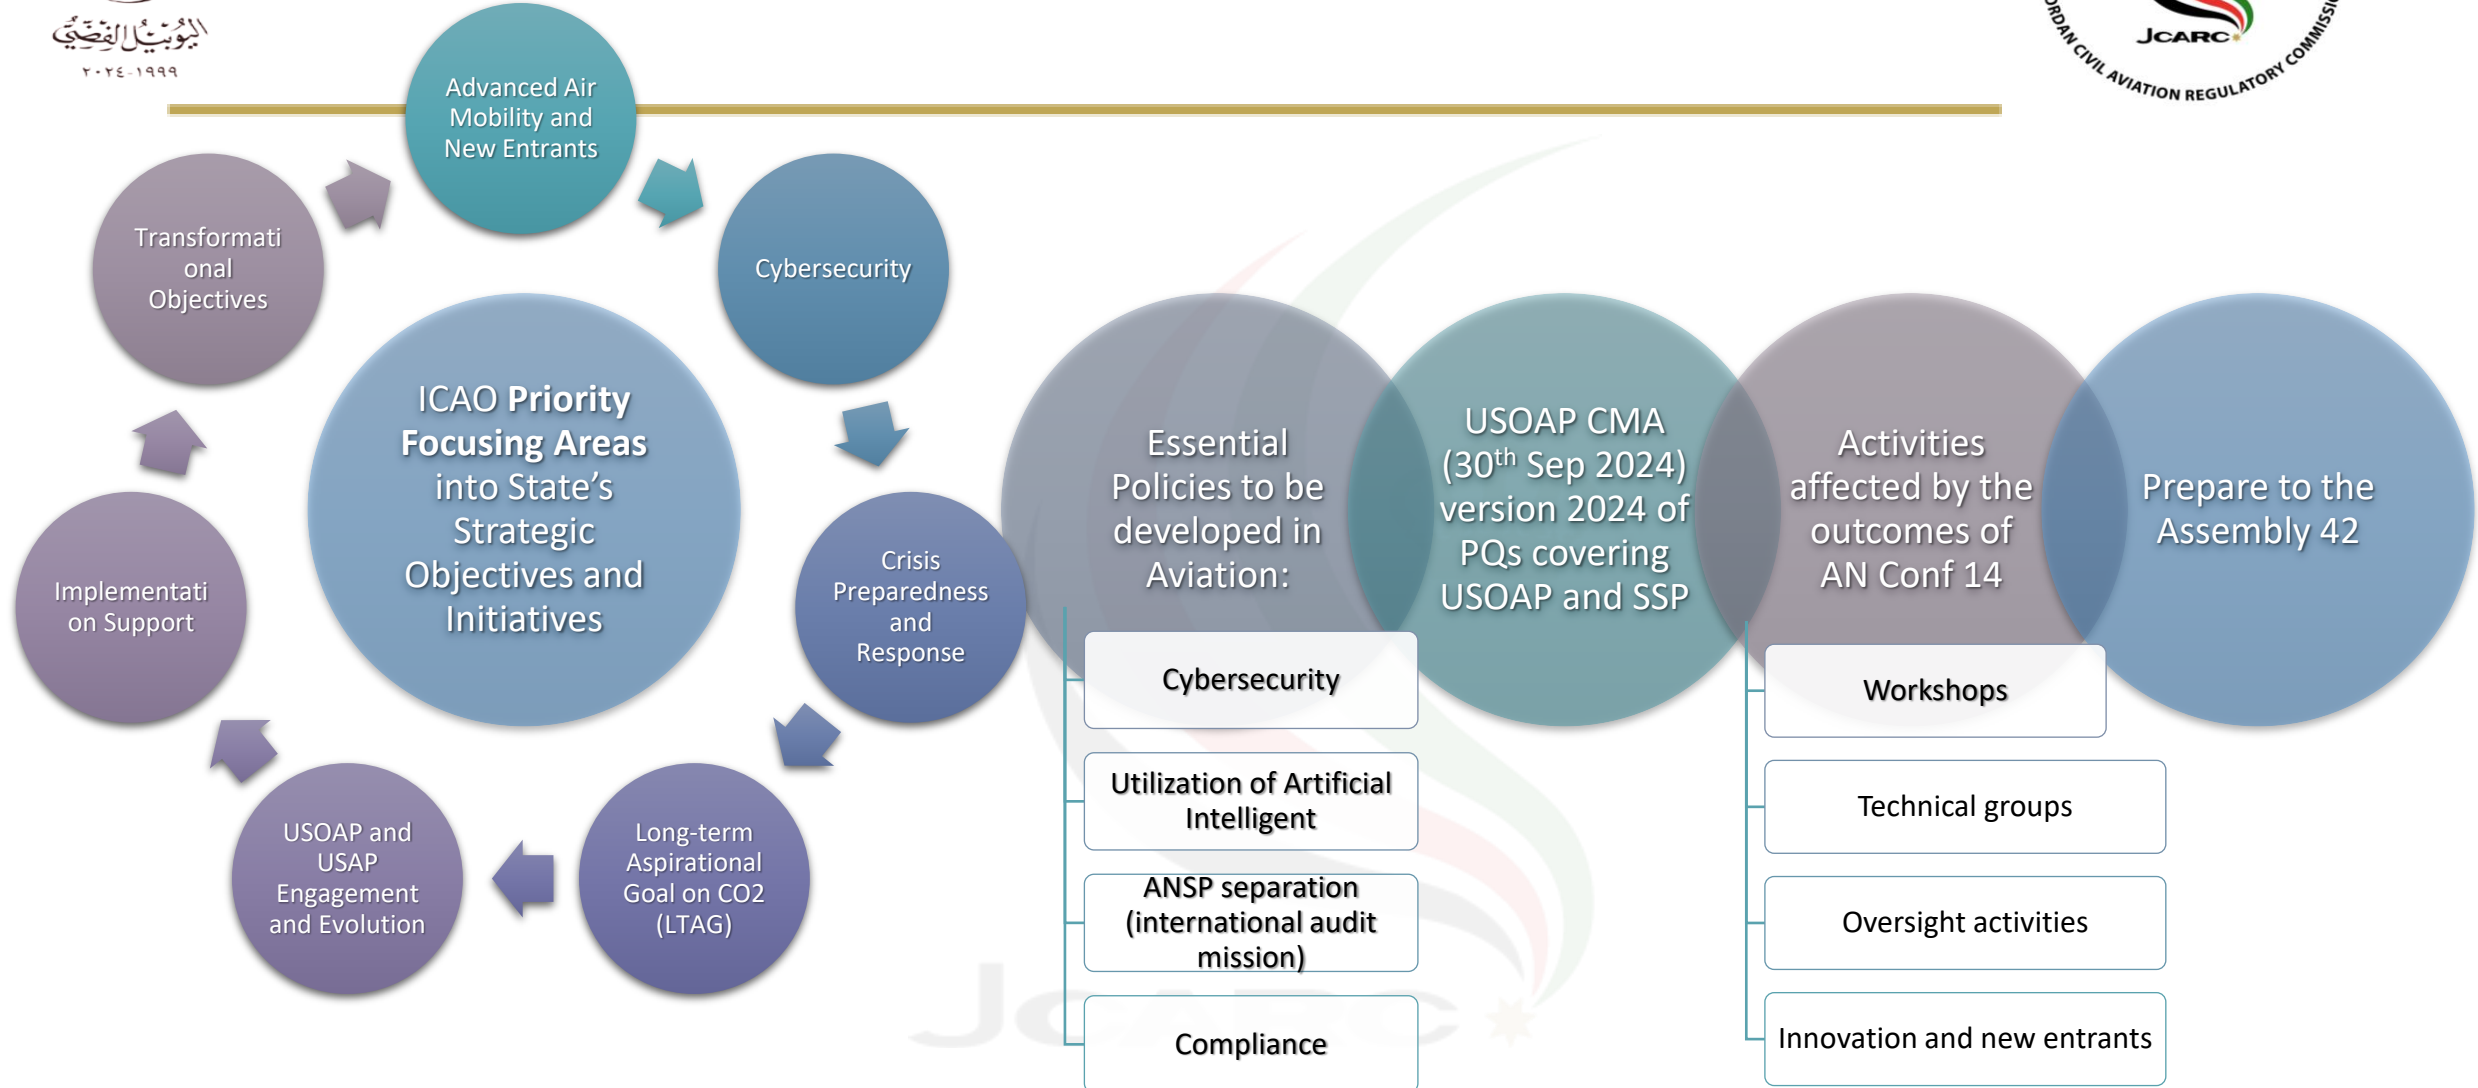 اليوبيل الفضي
١٩٩٩-٢٠٢٤
JCARC
JORDAN CIVIL AVIATION REGULATORY COMMISSION
Advanced Air
Mobility and
New Entrants
Cybersecurity
Crisis
Preparedness
and
Response
Long-term
Aspirational
Goal on CO2
(LTAG)
USOAP and
USAP
Engagement
and Evolution
Implementati
on Support
Transformati
onal
Objectives
ICAO Priority
Focusing Areas
into State’s
Strategic
Objectives and
Initiatives
Essential
Policies to be
developed in
Aviation:
Cybersecurity
Utilization of Artificial
Intelligent
ANSP separation
(international audit
mission)
Compliance
USOAP CMA
(30th Sep 2024)
version 2024 of
PQs covering
USOAP and SSP
Activities
affected by the
outcomes of
AN Conf 14
Workshops
Technical groups
Oversight activities
Innovation and new entrants
Prepare to the
Assembly 42
JCARC